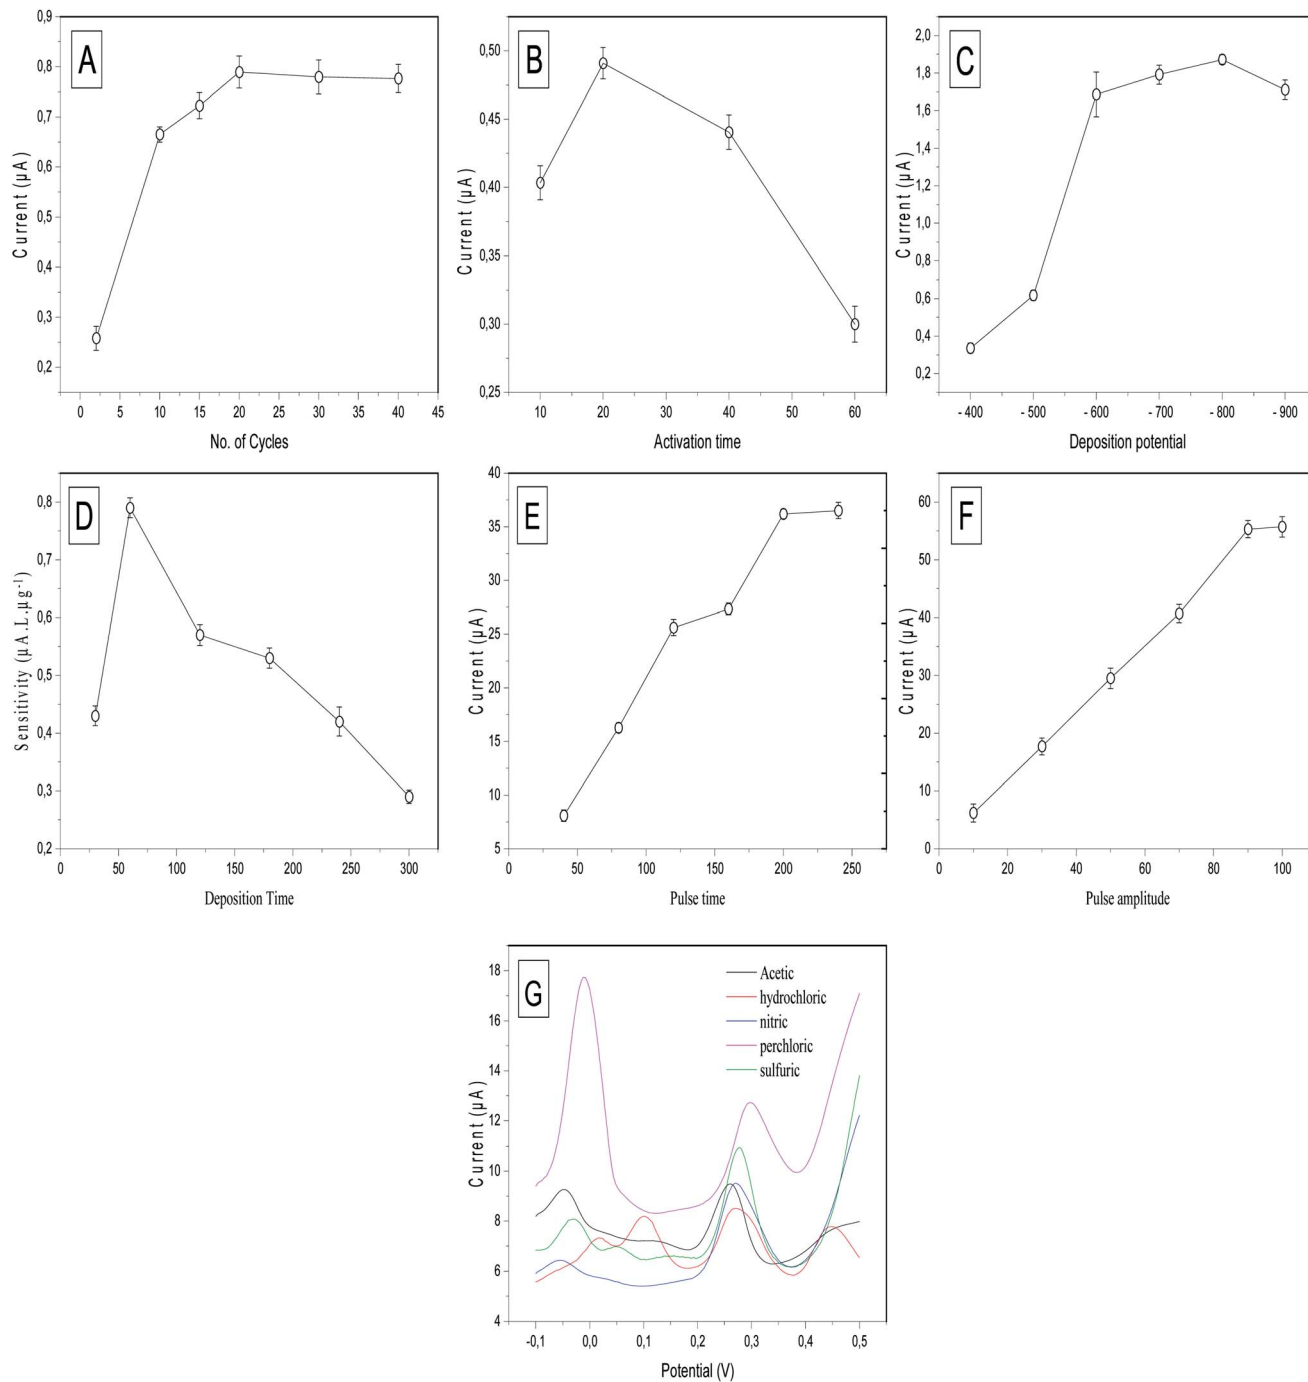 A
Current (µA)
0,9
0,8
0,7
0,6
0,5
0,4
0,3
0,2
0 5 10 15 20 25 30 35 40 45
No. of Cycles
B
Current (µA)
0,50
0,45
0,40
0,35
0,30
0,25
10 20 30 40 50 60
Activation time
C
Current (µA)
2,0
1,8
1,6
1,4
1,2
1,0
0,8
0,6
0,4
0,2
- 400 - 500 - 600 - 700 - 800 - 900
Deposition potential
D
Sensitivity (µA.L.µg⁻¹)
0,8
0,7
0,6
0,5
0,4
0,3
0,2
0 50 100 150 200 250 300
Deposition Time
E
Current (µA)
40
35
30
25
20
15
10
5
0 50 100 150 200 250
Pulse time
F
Current (µA)
60
50
40
30
20
10
0
0 20 40 60 80 100
Pulse amplitude
G
Current (µA)
18
16
14
12
10
8
6
4
Acetic
hydrochloric
nitric
perchloric
sulfuric
-0,1 0,0 0,1 0,2 0,3 0,4 0,5
Potential (V)